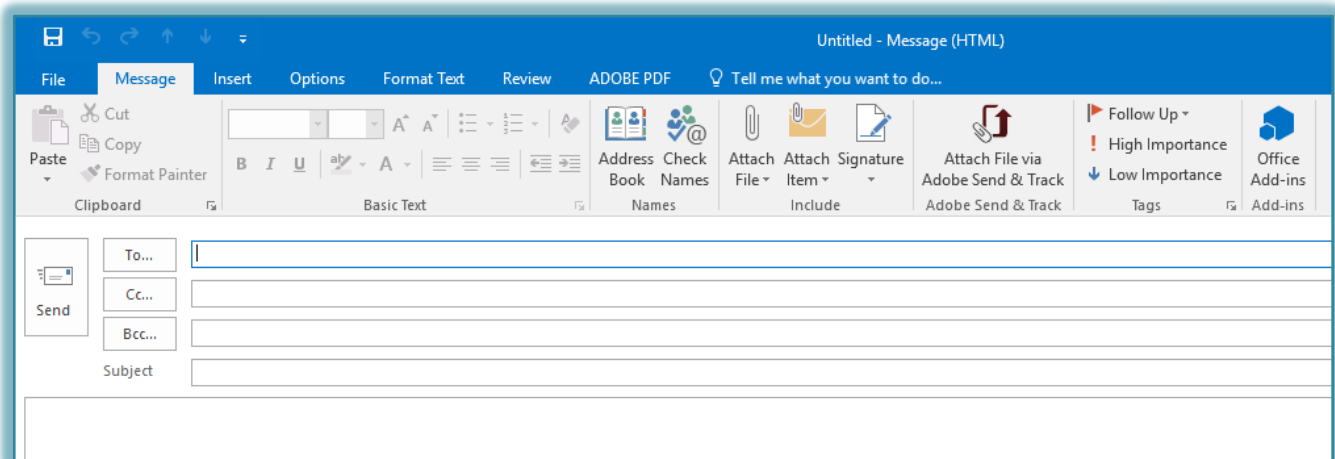 Untitled - Message (HTML)
File Message Insert Options Format Text Review ADOBE PDF Tell me what you want to do...
Cut
Copy
Format Painter
Paste
Clipboard
A A
B I U ab A
Basic Text
Address Book
Check Names
Names
Attach File
Attach Item
Signature
Include
Attach File via
Adobe Send & Track
Adobe Send & Track
Follow Up
High Importance
Low Importance
Tags
Office
Add-ins
Add-ins
Send
To...
Cc...
Bcc...
Subject